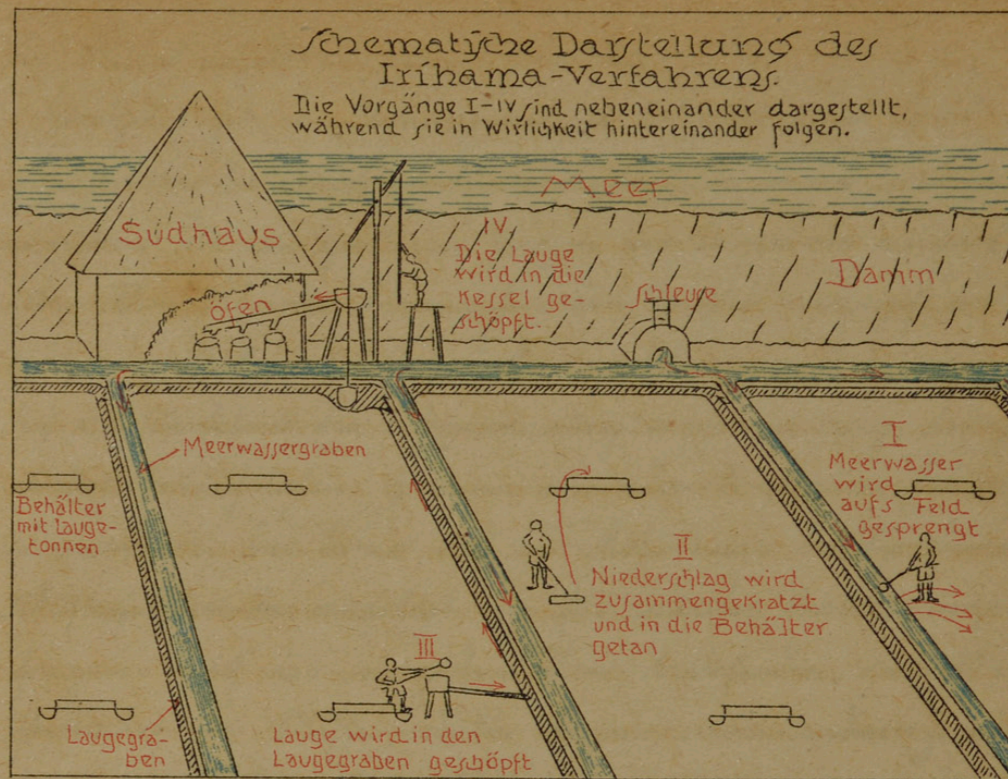 Schematische Darstellung des
Irihama-Verfahrens.
Die Vorgänge I-IV sind nebeneinander dargestellt,
während sie in Wirlichkeit hintereinander folgen.
Meer
Sudhaus
IV.
Die Lauge
wird in die
Kessel ge-
schöpft.
Damm
Schleuse
Öfen
Meerwassergraben
I
Meerwasser
wird
aufs Feld
gesprengt
Behälter
mit Lauge-
tonnen
II
Niederschlag wird
zusammengekratzt
und in die Behälter
getan
III
Lauge wird in den
Laugegraben geschöpft
Laugegra-
ben